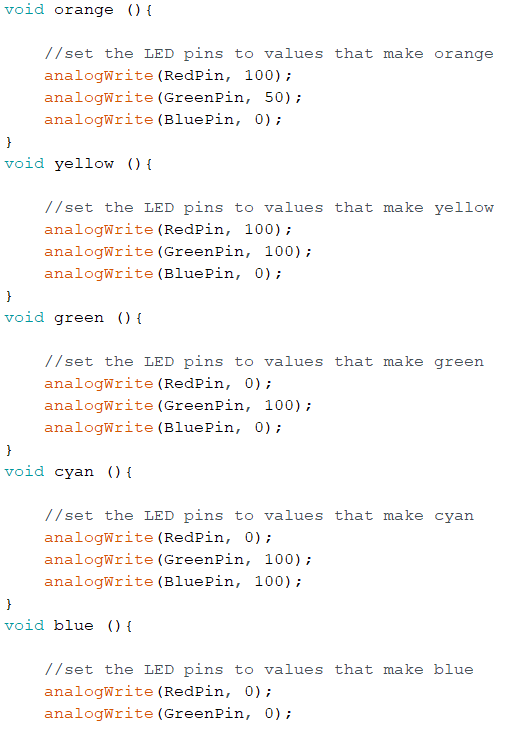 void orange (){
//set the LED pins to values that make orange
analogWrite(RedPin, 100);
analogWrite(GreenPin, 50);
analogWrite(BluePin, 0);
}
void yellow (){
//set the LED pins to values that make yellow
analogWrite(RedPin, 100);
analogWrite(GreenPin, 100);
analogWrite(BluePin, 0);
}
void green (){
//set the LED pins to values that make green
analogWrite(RedPin, 0);
analogWrite(GreenPin, 100);
analogWrite(BluePin, 0);
}
void cyan (){
//set the LED pins to values that make cyan
analogWrite(RedPin, 0);
analogWrite(GreenPin, 100);
analogWrite(BluePin, 100);
}
void blue (){
//set the LED pins to values that make blue
analogWrite(RedPin, 0);
analogWrite(GreenPin, 0);